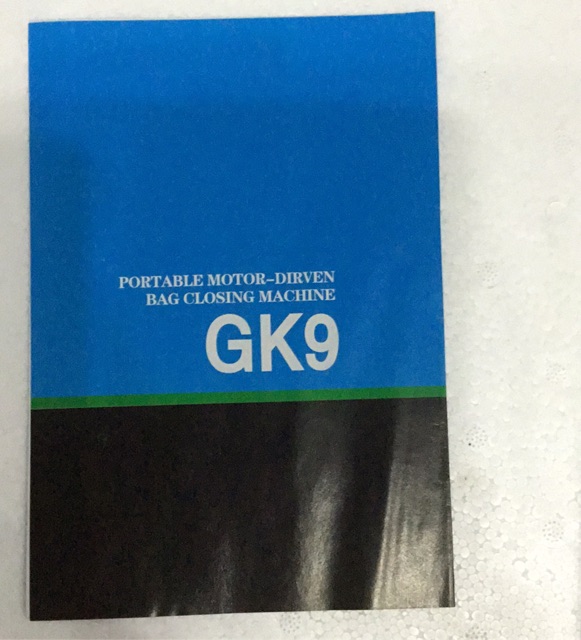 PORTABLE MOTOR-DIRVEN
BAG CLOSING MACHINE
GK9